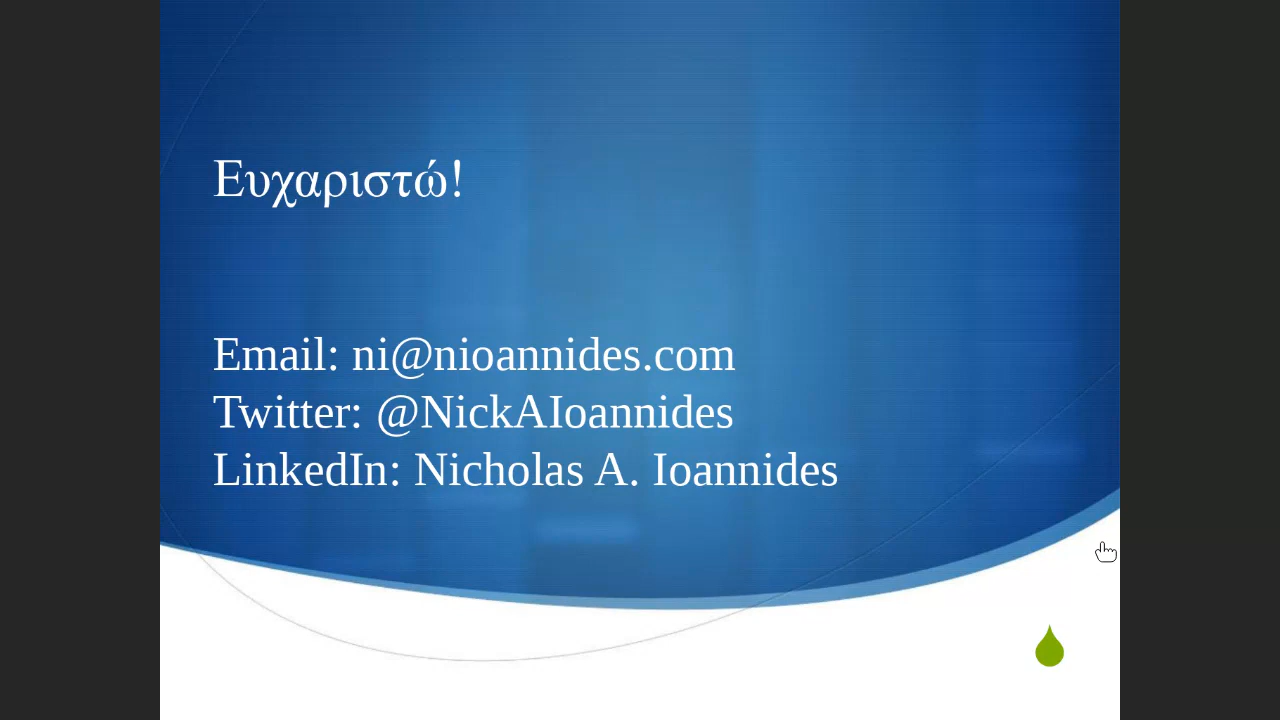 Ευχαριστώ!
Email: ni@nioannides.com
Twitter: @NickAIoannides
LinkedIn: Nicholas A. Ioannides